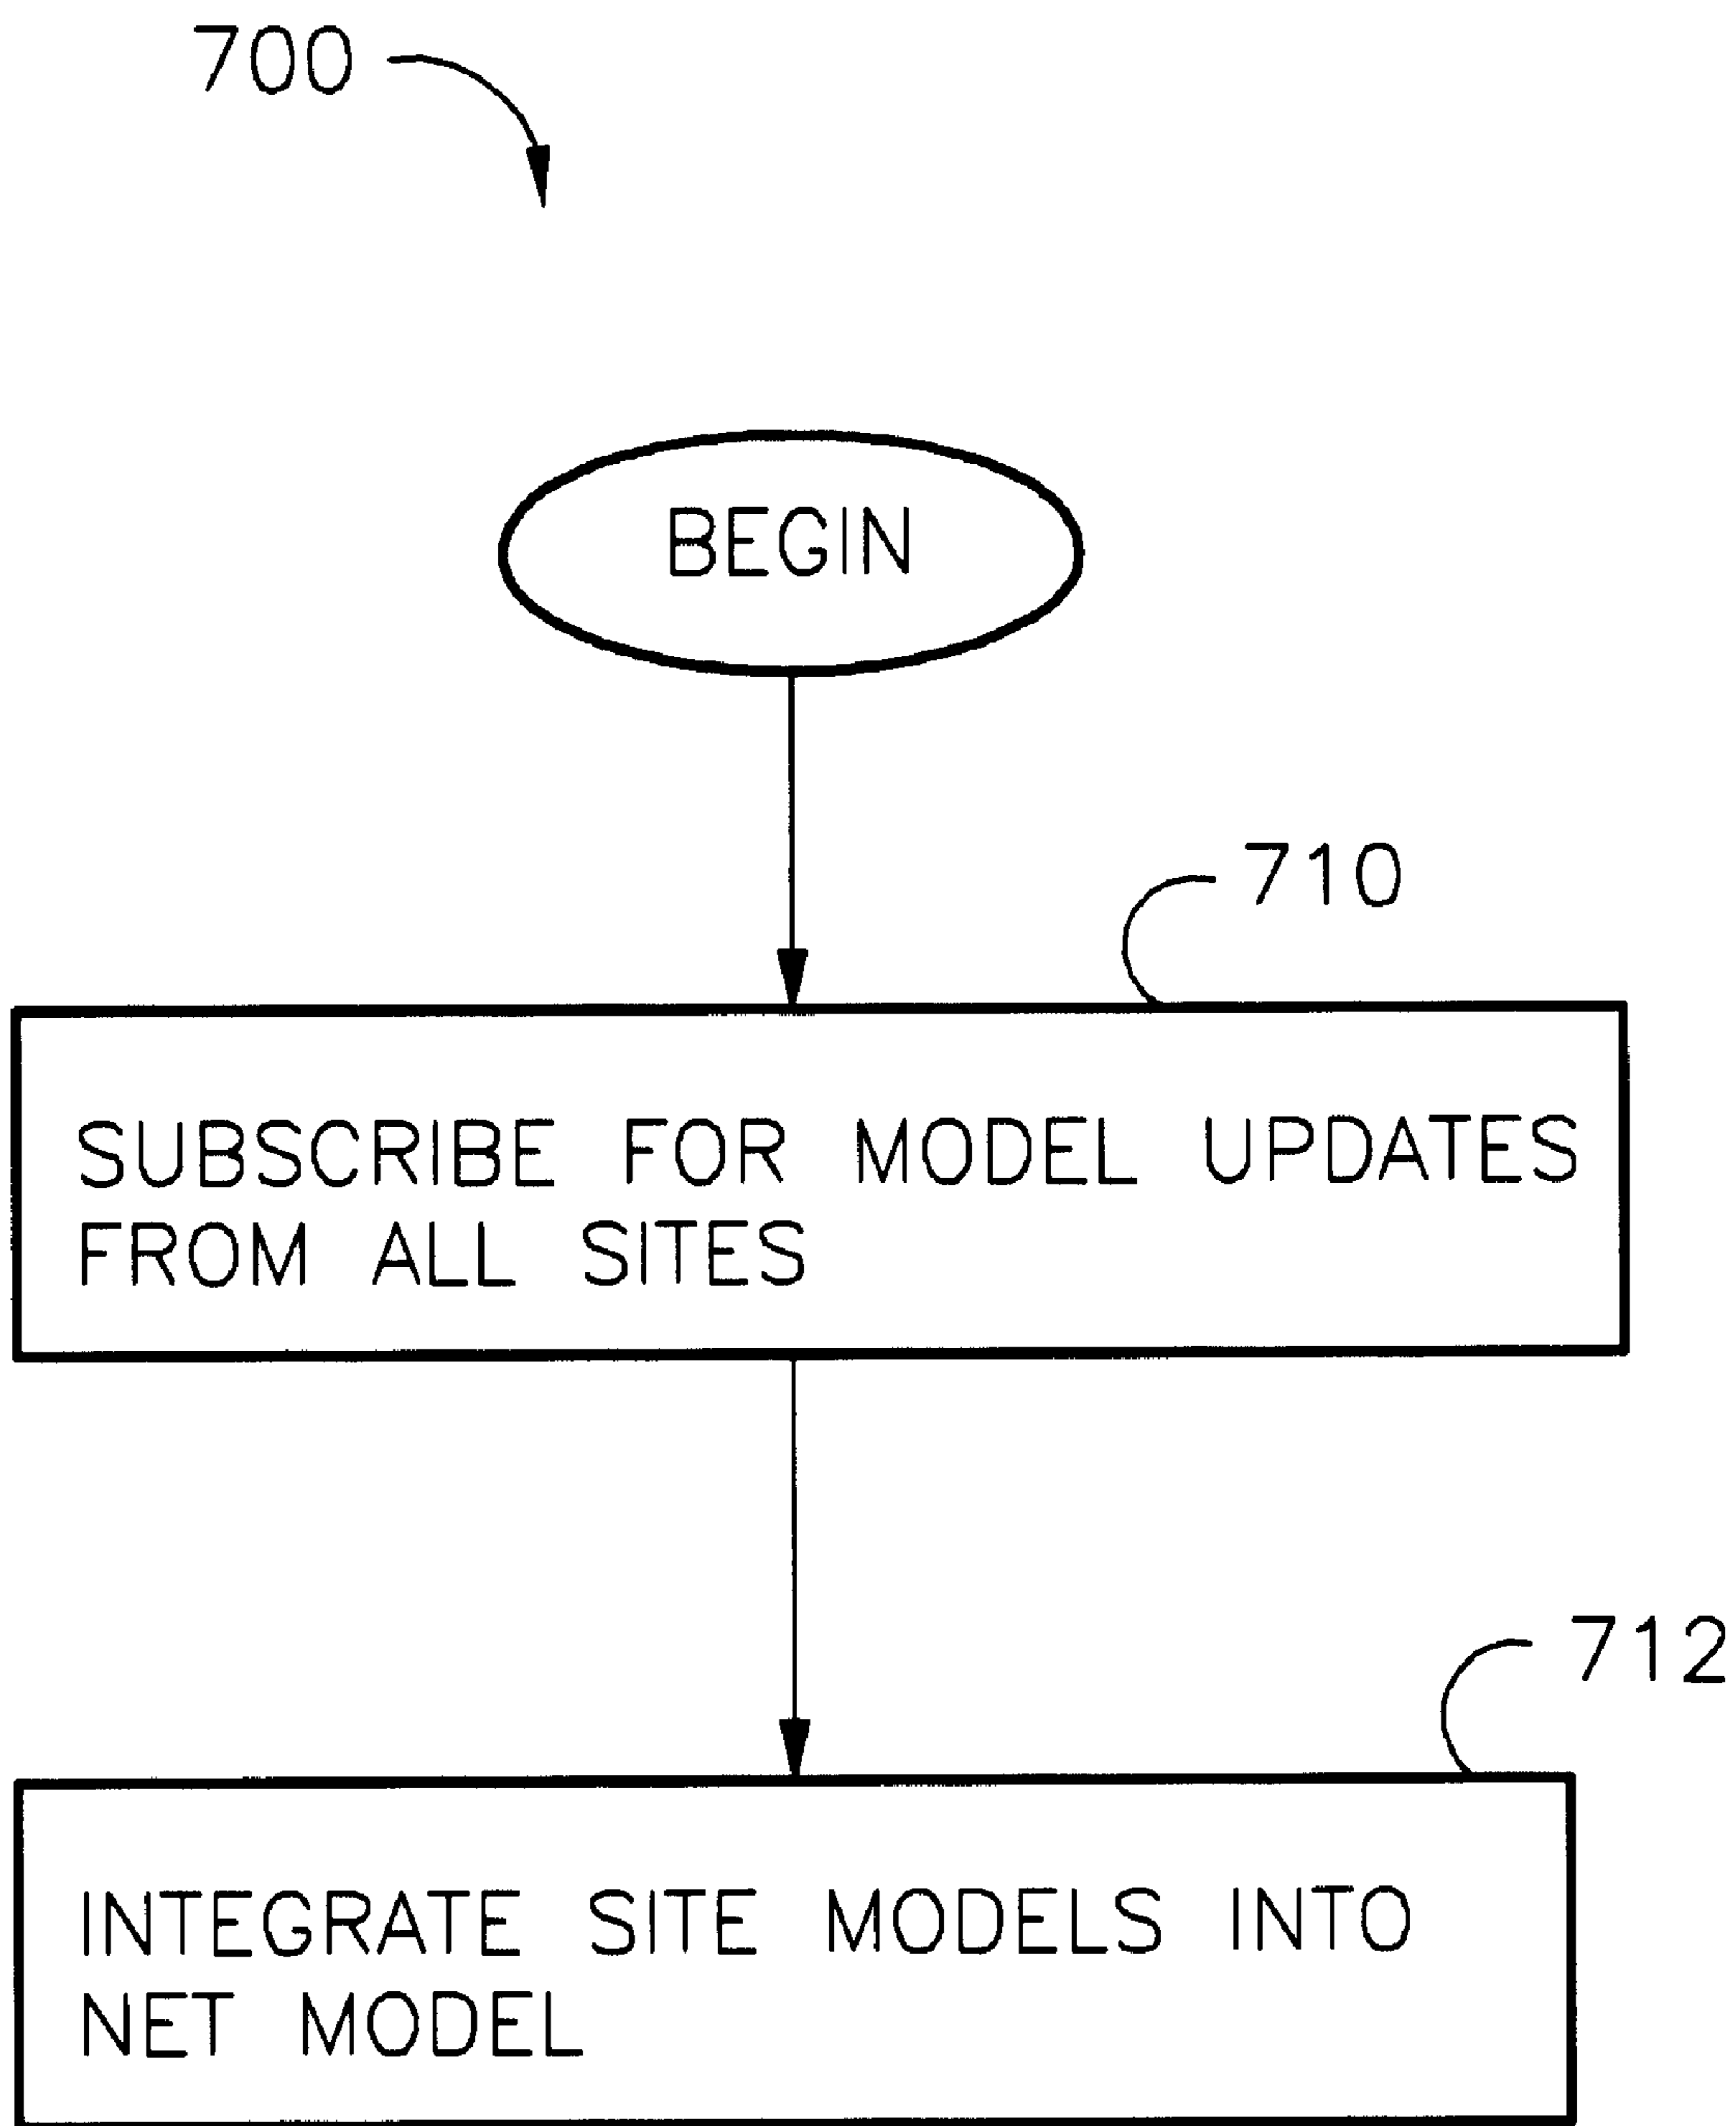 700
BEGIN
710
SUBSCRIBE FOR MODEL UPDATES
FROM ALL SITES
712
INTEGRATE SITE MODELS INTO
NET MODEL